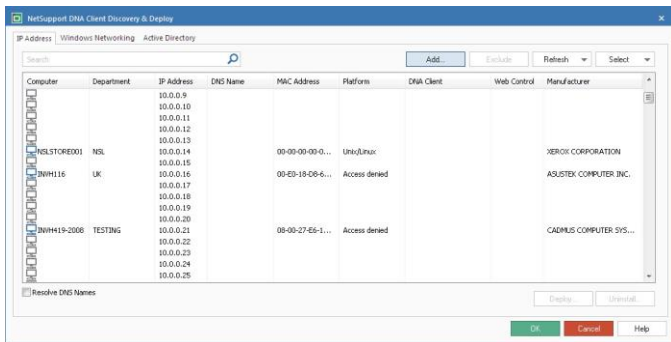 NetSupport DNA Client Discovery & Deploy
IP Address Windows Networking Active Directory
Search Add... Exclude Refresh Select
Computer Department IP Address DNS Name MAC Address Platform DNA Client Web Control Manufacturer
10.0.0.9
10.0.0.10
10.0.0.11
10.0.0.12
10.0.0.13
NSLSTORE001 NSL 10.0.0.14 00-00-00-00-0... Unix/Linux XEROX CORPORATION
10.0.0.15
INVH116 UK 10.0.0.16 00-E0-18-D8-6... Access denied ASUSTEK COMPUTER INC.
10.0.0.17
10.0.0.18
10.0.0.19
10.0.0.20
INVH419-2008 TESTING 10.0.0.21 08-00-27-E6-1... Access denied CADMUS COMPUTER SYS...
10.0.0.22
10.0.0.23
10.0.0.24
10.0.0.25
Resolve DNS Names
Deploy... Uninstall...
OK Cancel Help